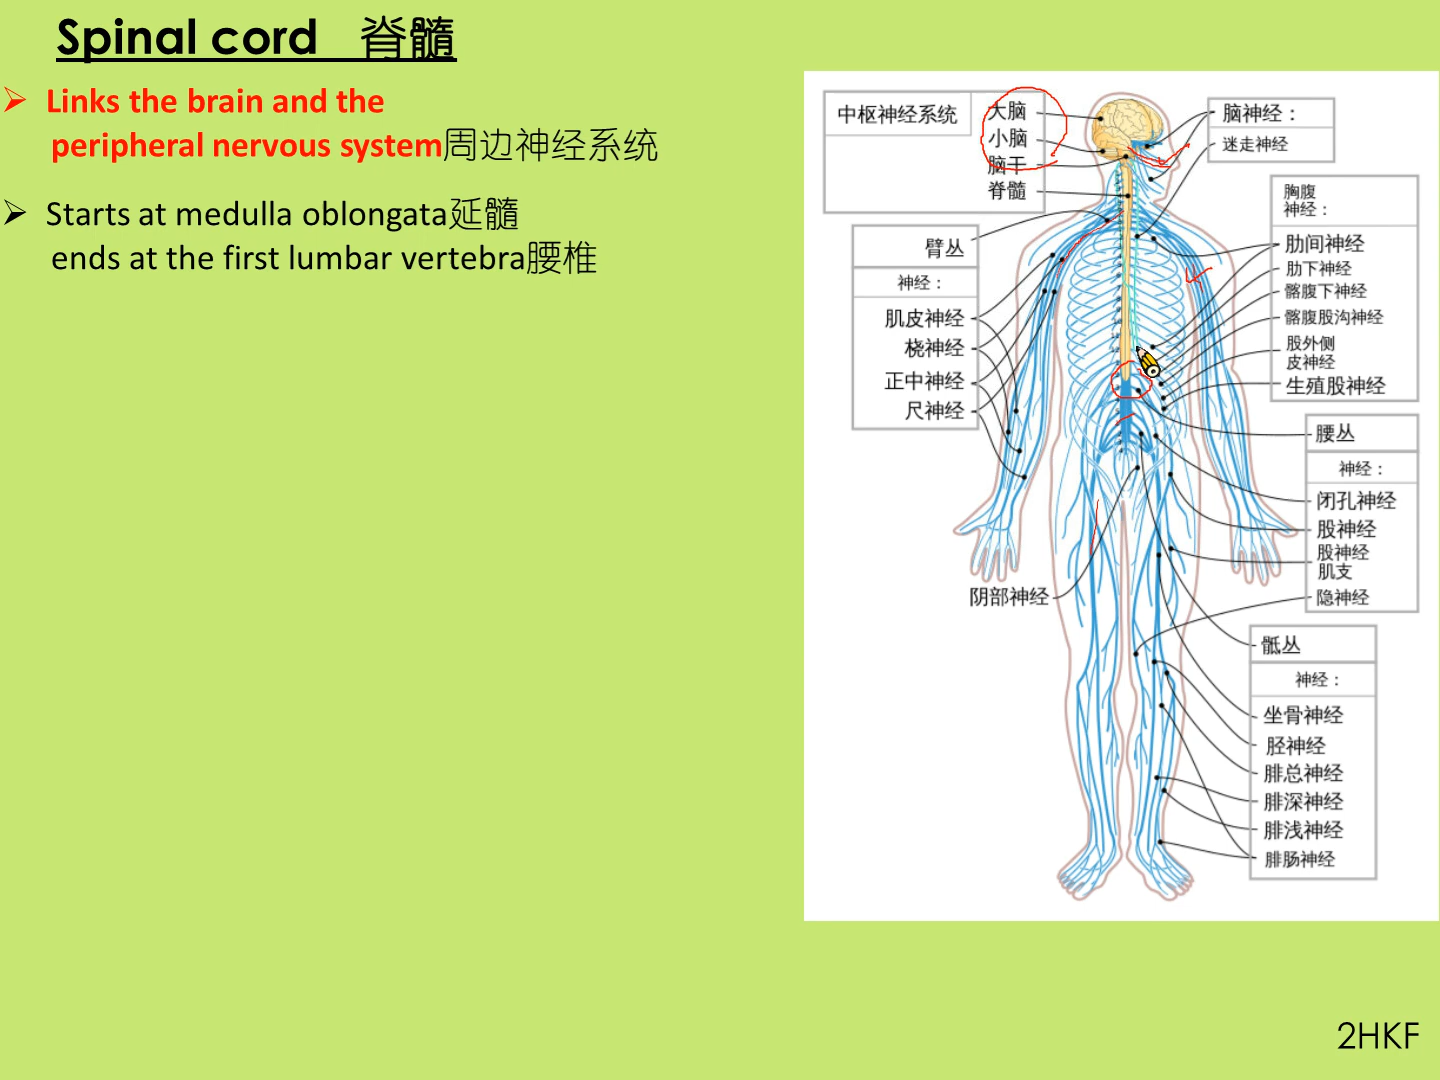 Spinal cord 脊髓
Links the brain and the
peripheral nervous system周边神经系统
Starts at medulla oblongata延髓
ends at the first lumbar vertebra腰椎
中枢神经系统
大脑
小脑
脑干
脊髓
脑神经：
迷走神经
胸腹
神经：
肋间神经
肋下神经
髂腹下神经
髂腹股沟神经
股外侧
皮神经
生殖股神经
臂丛
神经：
肌皮神经
桡神经
正中神经
尺神经
腰丛
神经：
闭孔神经
股神经
股神经
肌支
隐神经
阴部神经
骶丛
神经：
坐骨神经
胫神经
腓总神经
腓深神经
腓浅神经
腓肠神经
2HKF